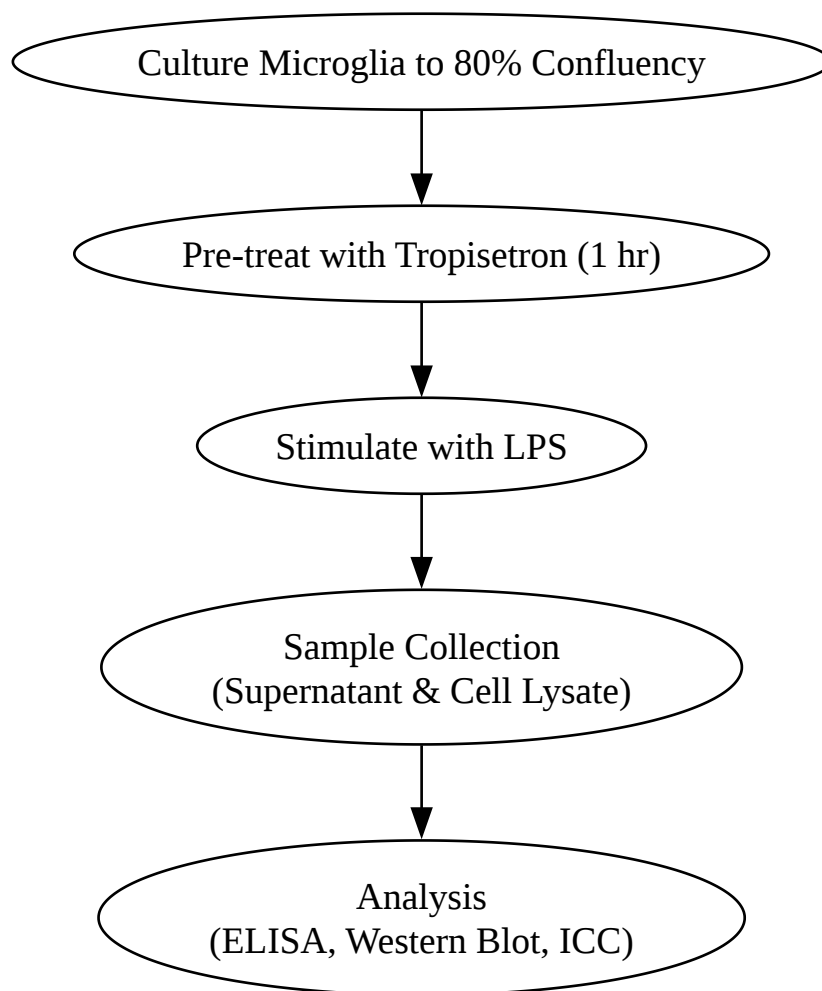 Culture Microglia to 80% Confluency
Pre-treat with Tropisetron (1 hr)
Stimulate with LPS
Sample Collection
(Supernatant & Cell Lysate)
Analysis
(ELISA, Western Blot, ICC)